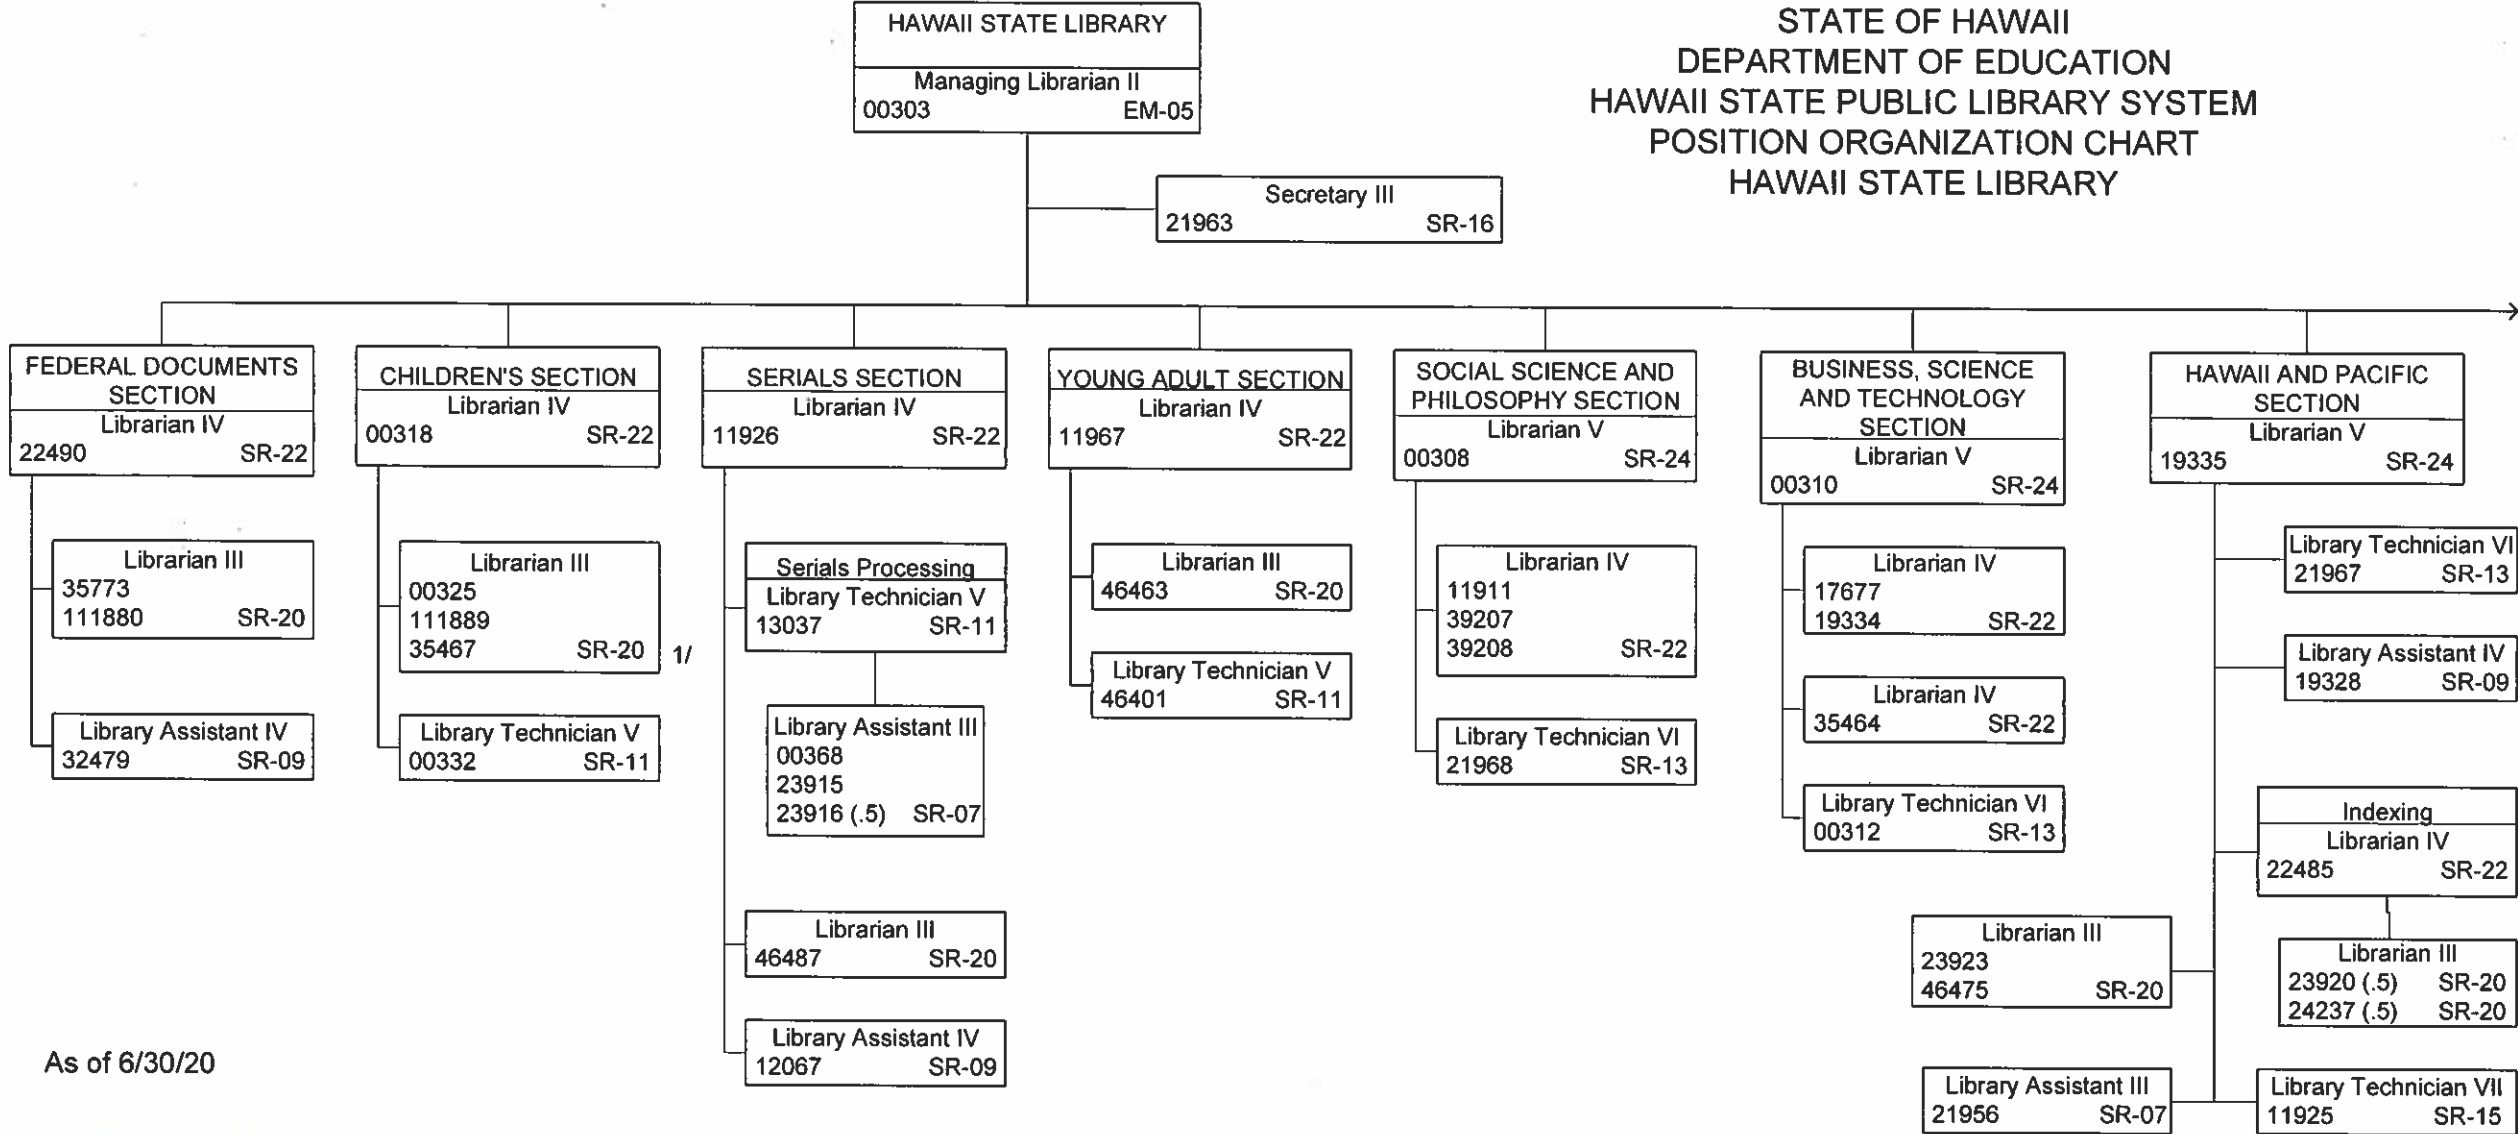 HAWAII STATE LIBRARY
Managing Librarian II
00303 EM-05
STATE OF HAWAII
DEPARTMENT OF EDUCATION
HAWAII STATE PUBLIC LIBRARY SYSTEM
POSITION ORGANIZATION CHART
HAWAII STATE LIBRARY
Secretary III
21963 SR-16
FEDERAL DOCUMENTS
SECTION
Librarian IV
22490 SR-22
Librarian III
35773
111880 SR-20
Library Assistant IV
32479 SR-09
CHILDREN'S SECTION
Librarian IV
00318 SR-22
Librarian III
00325
111889
35467 SR-20 1/
Library Technician V
00332 SR-11
SERIALS SECTION
Librarian IV
11926 SR-22
Serials Processing
Library Technician V
13037 SR-11
Library Assistant III
00368
23915
23916 (.5) SR-07
Librarian III
46487 SR-20
Library Assistant IV
12067 SR-09
YOUNG ADULT SECTION
Librarian IV
11967 SR-22
Librarian III
46463 SR-20
Library Technician V
46401 SR-11
SOCIAL SCIENCE AND
PHILOSOPHY SECTION
Librarian V
00308 SR-24
Librarian IV
11911
39207
39208 SR-22
Library Technician VI
21968 SR-13
BUSINESS, SCIENCE
AND TECHNOLOGY
SECTION
Librarian V
00310 SR-24
Librarian IV
17677
19334 SR-22
Librarian IV
35464 SR-22
Library Technician VI
00312 SR-13
HAWAII AND PACIFIC
SECTION
Librarian V
19335 SR-24
Library Technician VI
21967 SR-13
Library Assistant IV
19328 SR-09
Indexing
Librarian IV
22485 SR-22
Librarian III
23920 (.5) SR-20
24237 (.5) SR-20
Librarian III
23923
46475 SR-20
Library Assistant III
21956 SR-07
Library Technician VII
11925 SR-15
As of 6/30/20